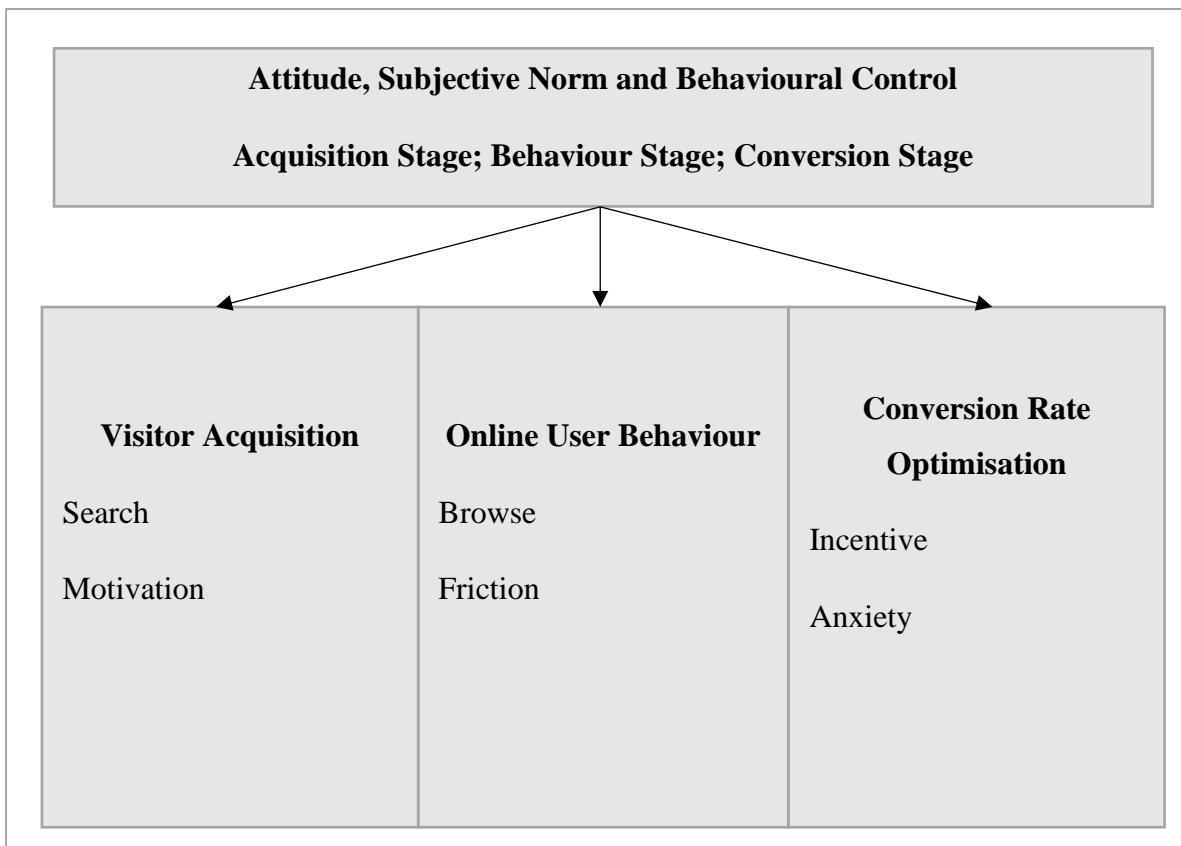 Attitude, Subjective Norm and Behavioural Control
Acquisition Stage; Behaviour Stage; Conversion Stage
Visitor Acquisition
Search
Motivation
Online User Behaviour
Browse
Friction
Conversion Rate
Optimisation
Incentive
Anxiety